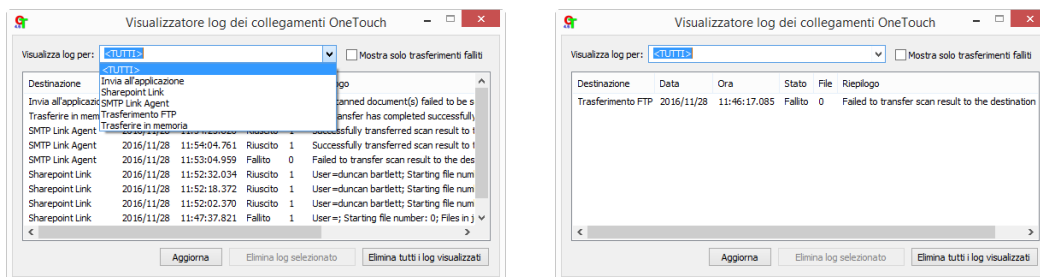 Visualizzatore log dei collegamenti OneTouch
Visualizza log per: <TUTTI> Mostra solo trasferimenti falliti
<TUTTI>
Invia all'applicazione
Sharepoint Link
SMTP Link Agent
Trasferimento FTP
Trasferire in memoria
Destinazione
Invia all'applicazio canned document(s) failed to be s
Trasferire in mem ansfer has completed successfully
SMTP Link Agent Riuscito 1 Successfully transferred scan result to t
SMTP Link Agent 2016/11/28 11:54:04.761 Riuscito 1 Successfully transferred scan result to t
SMTP Link Agent 2016/11/28 11:53:04.959 Fallito 0 Failed to transfer scan result to the des
Sharepoint Link 2016/11/28 11:52:32.034 Riuscito 1 User=duncan bartlett; Starting file num
Sharepoint Link 2016/11/28 11:52:18.372 Riuscito 1 User=duncan bartlett; Starting file num
Sharepoint Link 2016/11/28 11:52:02.370 Riuscito 1 User=duncan bartlett; Starting file num
Sharepoint Link 2016/11/28 11:47:37.821 Fallito 1 User=; Starting file number: 0; Files in j
Aggiorna Elimina log selezionato Elimina tutti i log visualizzati
Visualizzatore log dei collegamenti OneTouch
Visualizza log per: <TUTTI> Mostra solo trasferimenti falliti
Destinazione Data Ora Stato File Riepilogo
Trasferimento FTP 2016/11/28 11:46:17.085 Fallito 0 Failed to transfer scan result to the destination
Aggiorna Elimina log selezionato Elimina tutti i log visualizzati